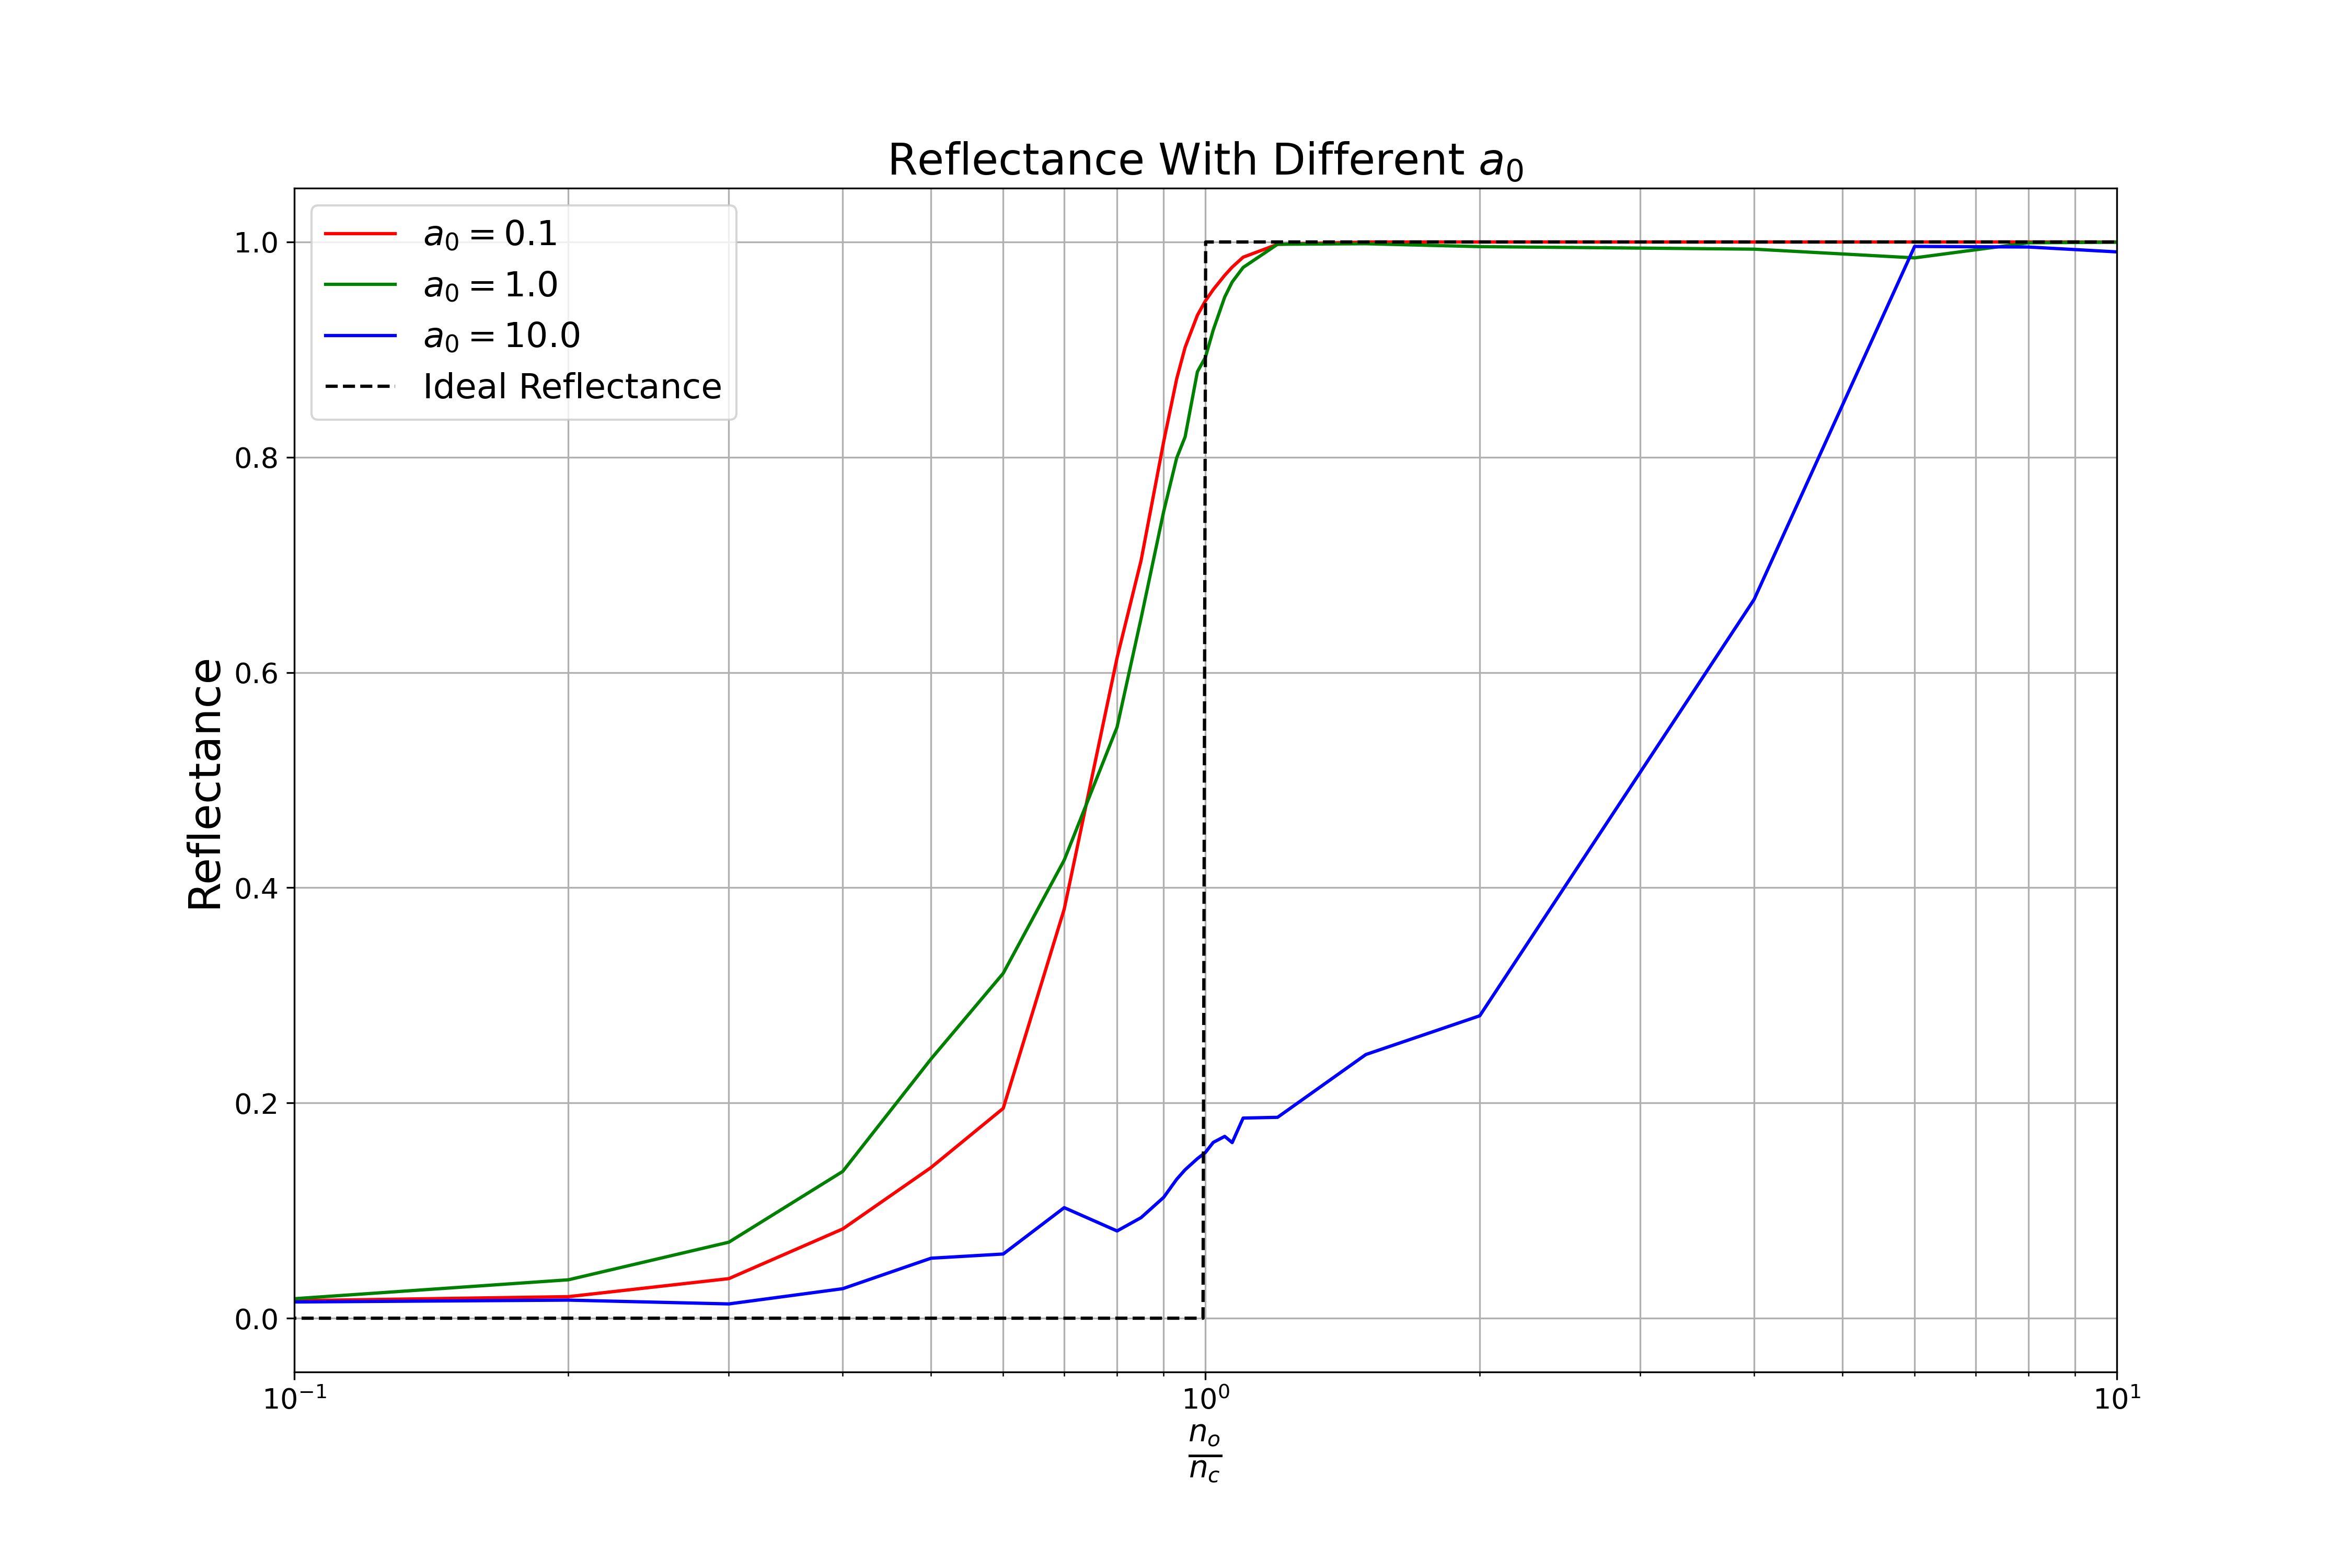 Reflectance With Different a₀
a₀ = 0.1
a₀ = 1.0
a₀ = 10.0
Ideal Reflectance
Reflectance
1.0
0.8
0.6
0.4
0.2
0.0
10⁻¹
10⁰
10¹
nₒ
n_c